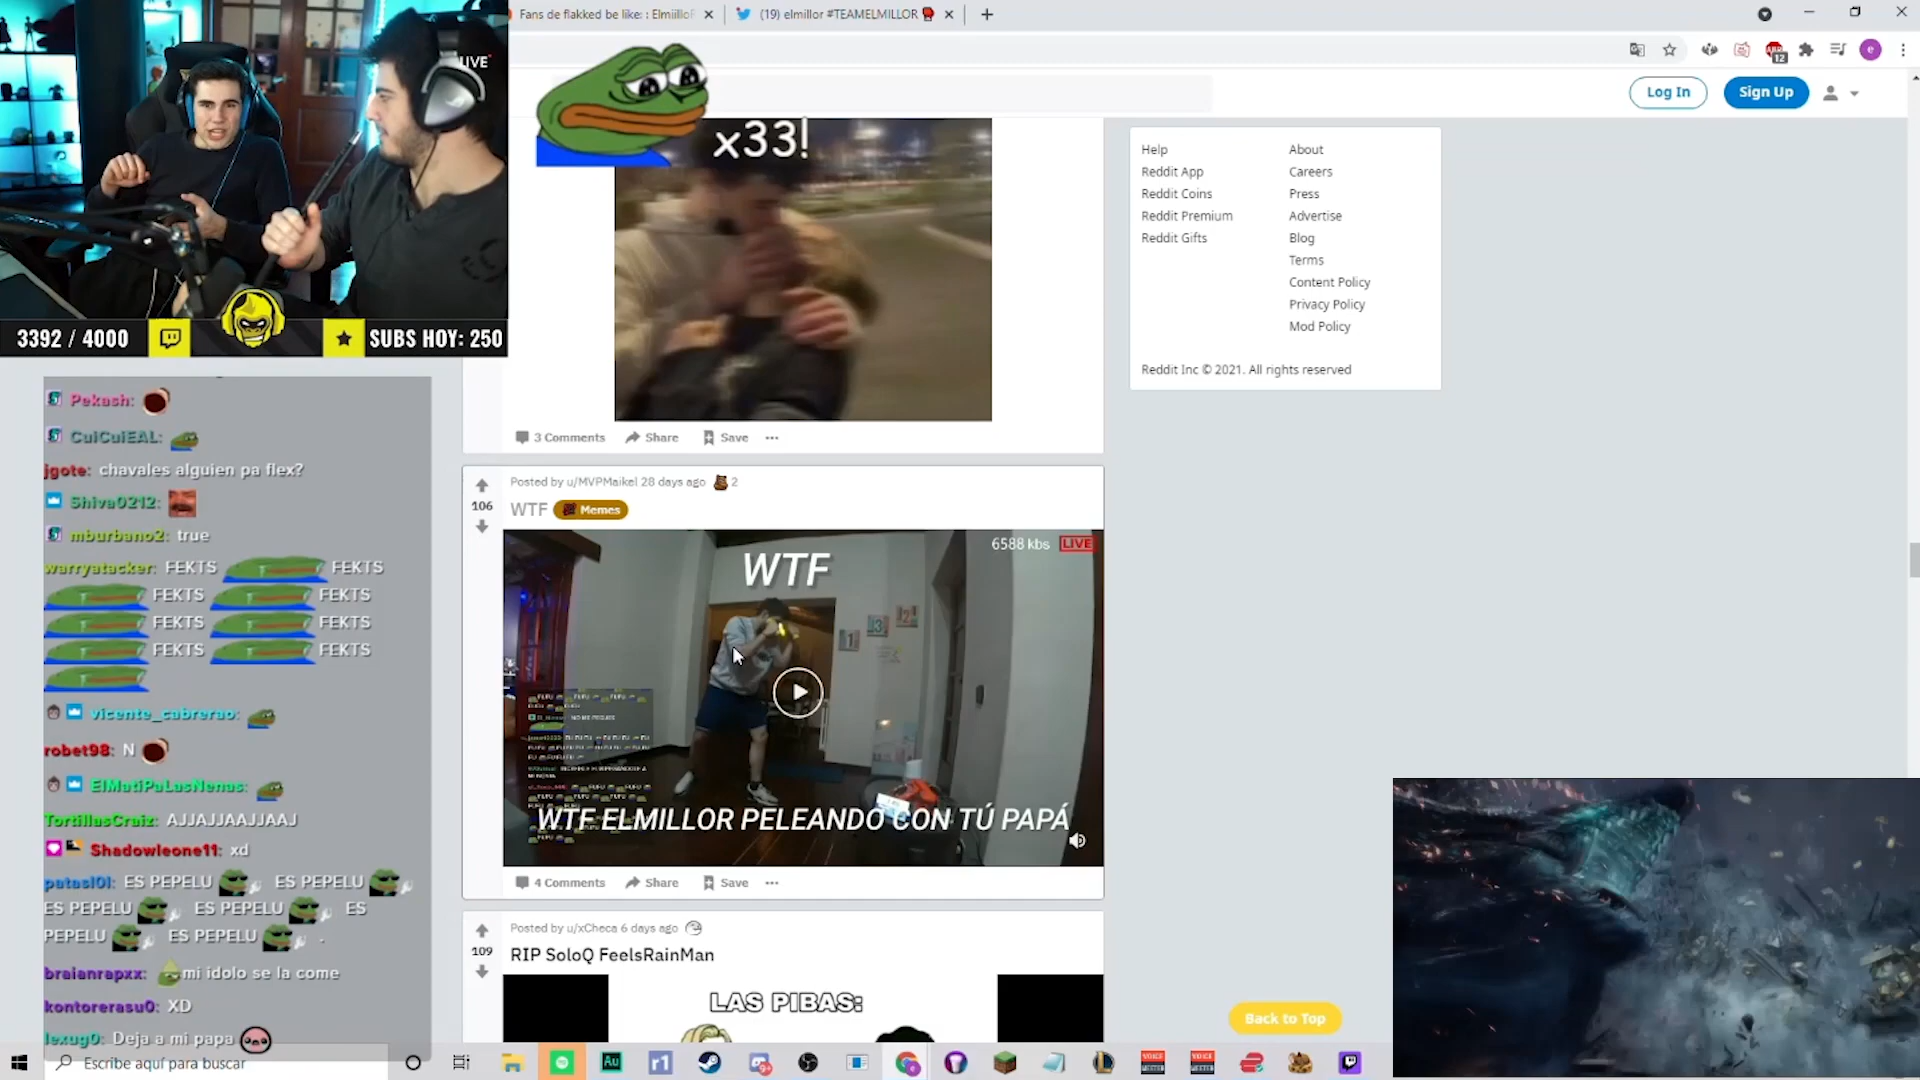 Fans de flakked be like: : Elmiillo
(19) elmillor #TEAMELMILLOR
LIVE
12
e
Log In
Sign Up
x33!
Help
About
Reddit App
Careers
Reddit Coins
Press
Reddit Premium
Advertise
Reddit Gifts
Blog
Terms
Content Policy
Privacy Policy
Mod Policy
Reddit Inc © 2021. All rights reserved
3392 / 4000
SUBS HOY: 250
Pekash:
CuiCuiEAL:
jgote: chavales alguien pa flex?
Shiva0212:
mburbano2: true
warryatacker: FEKTS FEKTS
FEKTS FEKTS
FEKTS FEKTS
FEKTS FEKTS
vicente_cabrerao:
robet98: N
ElMatiPaLasNenas:
TortillasCraiz: AJJAJJAAJJAAJ
Shadowleone11: xd
patasl0l: ES PEPELU ES PEPELU
ES PEPELU ES PEPELU ES
PEPELU ES PEPELU .
braianrapxx: mi idolo se la come
kontorerasu0: XD
lexug0: Deja a mi papa
3 Comments Share Save
Posted by u/MVPMaikel 28 days ago 2
106
WTF Memes
6588 kbs LIVE
WTF
WTF ELMILLOR PELEANDO CON TÚ PAPÁ
4 Comments Share Save
Posted by u/xCheca 6 days ago
109
RIP SoloQ FeelsRainMan
LAS PIBAS:
Back to Top
Escribe aquí para buscar
Au
r1